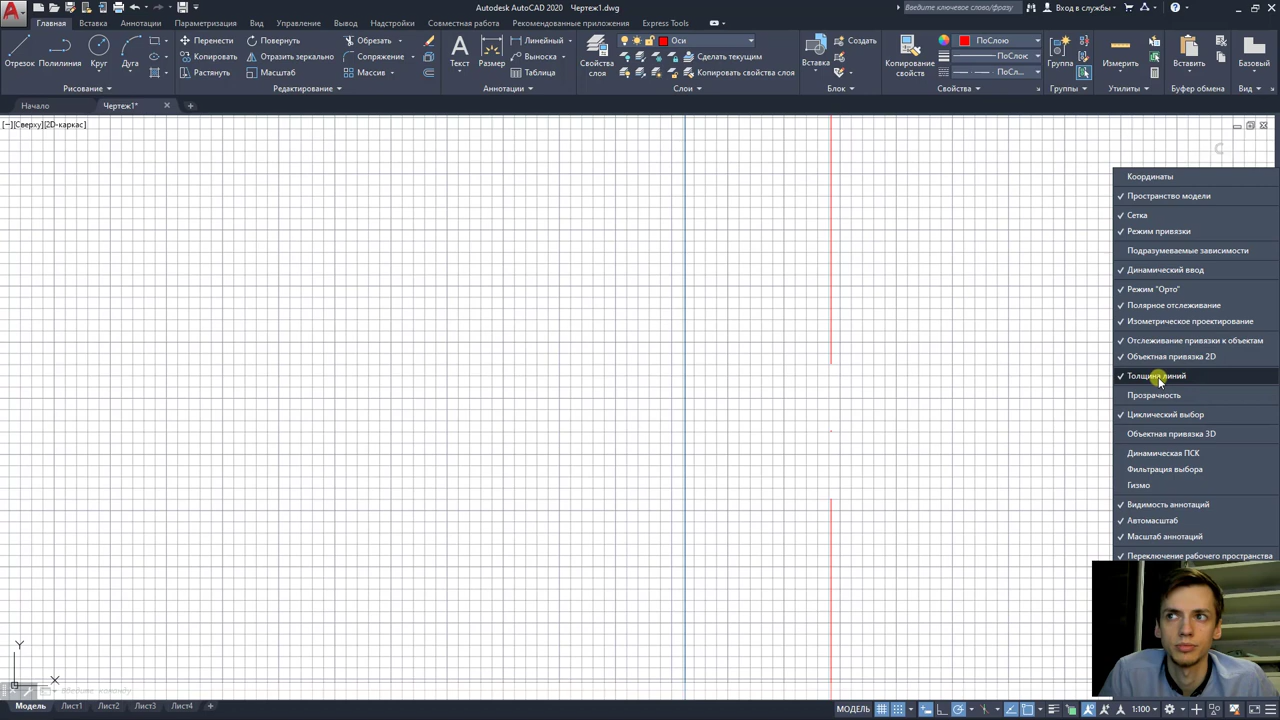 Autodesk AutoCAD 2020 Чертеж1.dwg
Введите ключевое слово/фразу
Вход в службы
Главная Вставка Аннотации Параметризация Вид Управление Вывод Надстройки Совместная работа Рекомендованные приложения Express Tools
Отрезок Полилиния Круг Дуга
Перенести Повернуть Обрезать
Копировать Отразить зеркально Сопряжение
Растянуть Масштаб Массив
Текст Размер
Линейный
Выноска
Таблица
Свойства слоя
Оси
Сделать текущим
Копировать свойства слоя
Вставка
Создать
Копирование свойств
ПоСлою
ПоСлою
ПоСл...
Группа
Измерить
Вставить
Базовый
Рисование Редактирование Аннотации Слои Блок Свойства Группы Утилиты Буфер обмена Вид
Начало Чертеж1*
[−][Сверху][2D-каркас]
С
Координаты
Пространство модели
Сетка
Режим привязки
Подразумеваемые зависимости
Динамический ввод
Режим "Орто"
Полярное отслеживание
Изометрическое проектирование
Отслеживание привязки к объектам
Объектная привязка 2D
Толщина линий
Прозрачность
Циклический выбор
Объектная привязка 3D
Динамическая ПСК
Фильтрация выбора
Гизмо
Видимость аннотаций
Автомасштаб
Масштаб аннотаций
Переключение рабочего пространства
Y
X
Введите команду
Модель Лист1 Лист2 Лист3 Лист4
МОДЕЛЬ
1:100